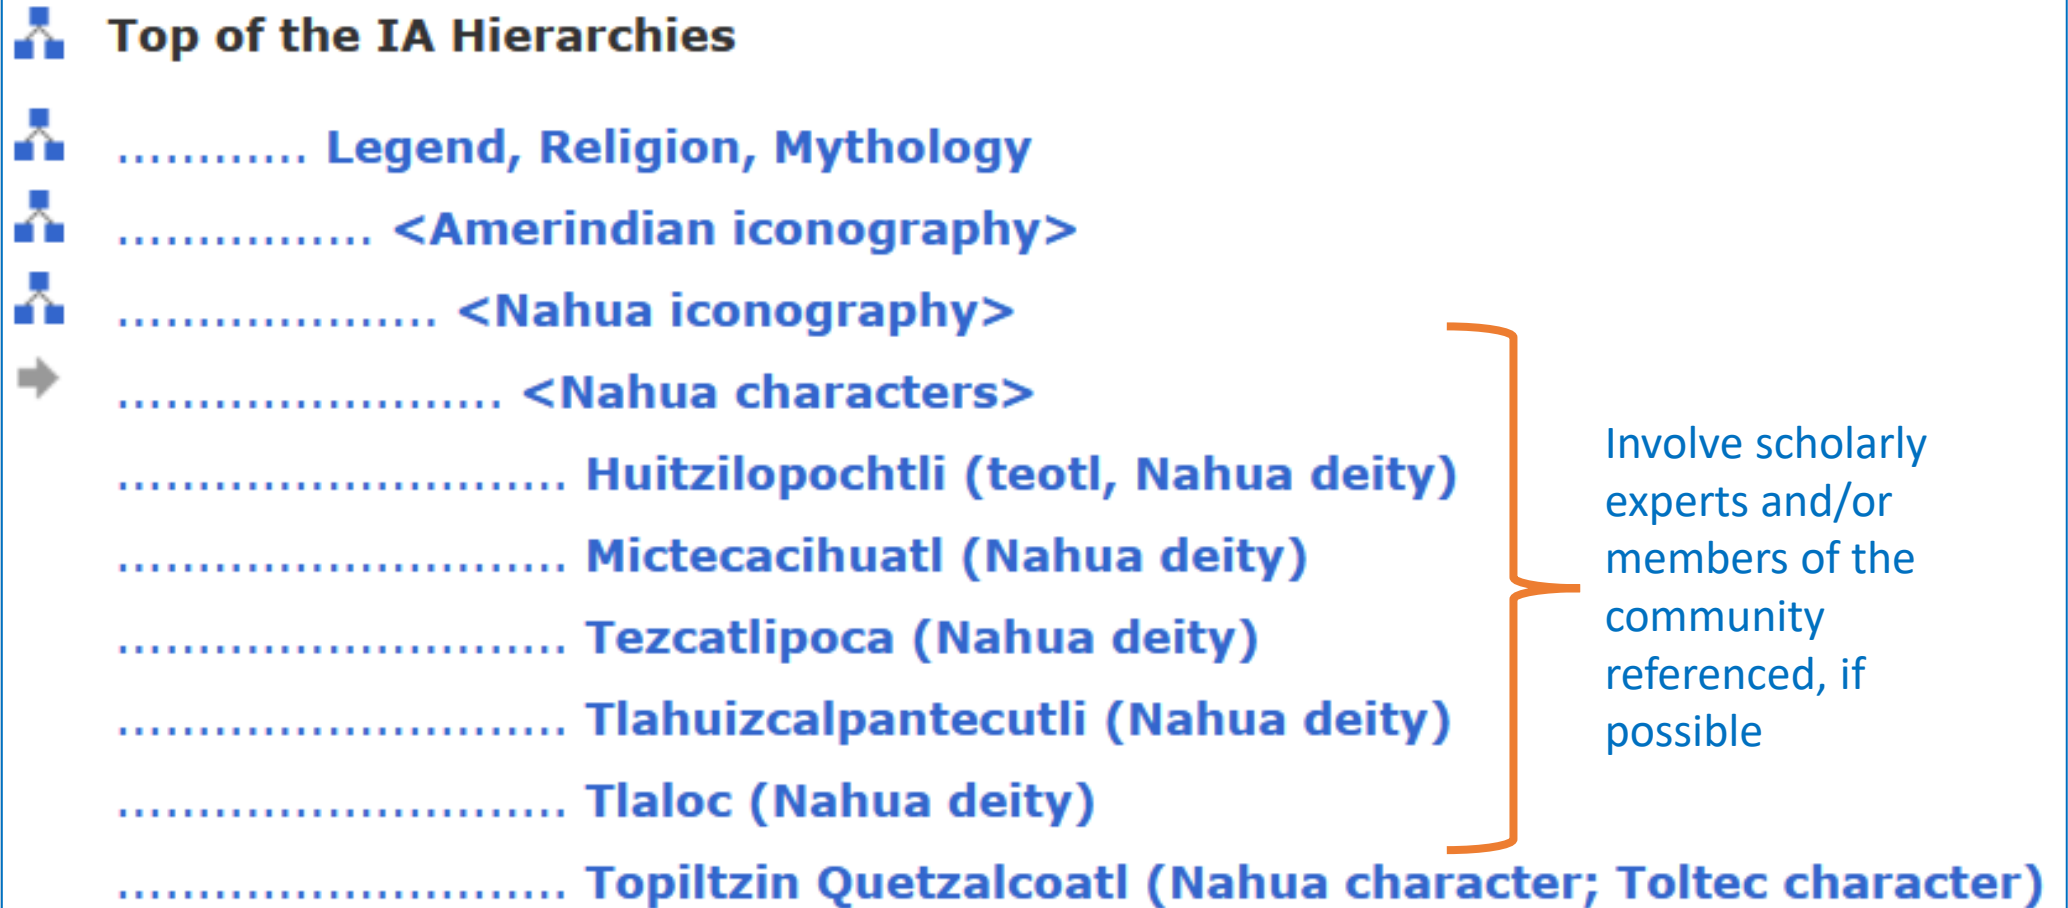 Top of the IA Hierarchies
............ Legend, Religion, Mythology
................ <Amerindian iconography>
.................... <Nahua iconography>
........................ <Nahua characters>
............................ Huitzilopochtli (teotl, Nahua deity)
............................ Mictecacihuatl (Nahua deity)
............................ Tezcatlipoca (Nahua deity)
............................ Tlahuizcalpantecutli (Nahua deity)
............................ Tlaloc (Nahua deity)
............................ Topiltzin Quetzalcoatl (Nahua character; Toltec character)
Involve scholarly
experts and/or
members of the
community
referenced, if
possible